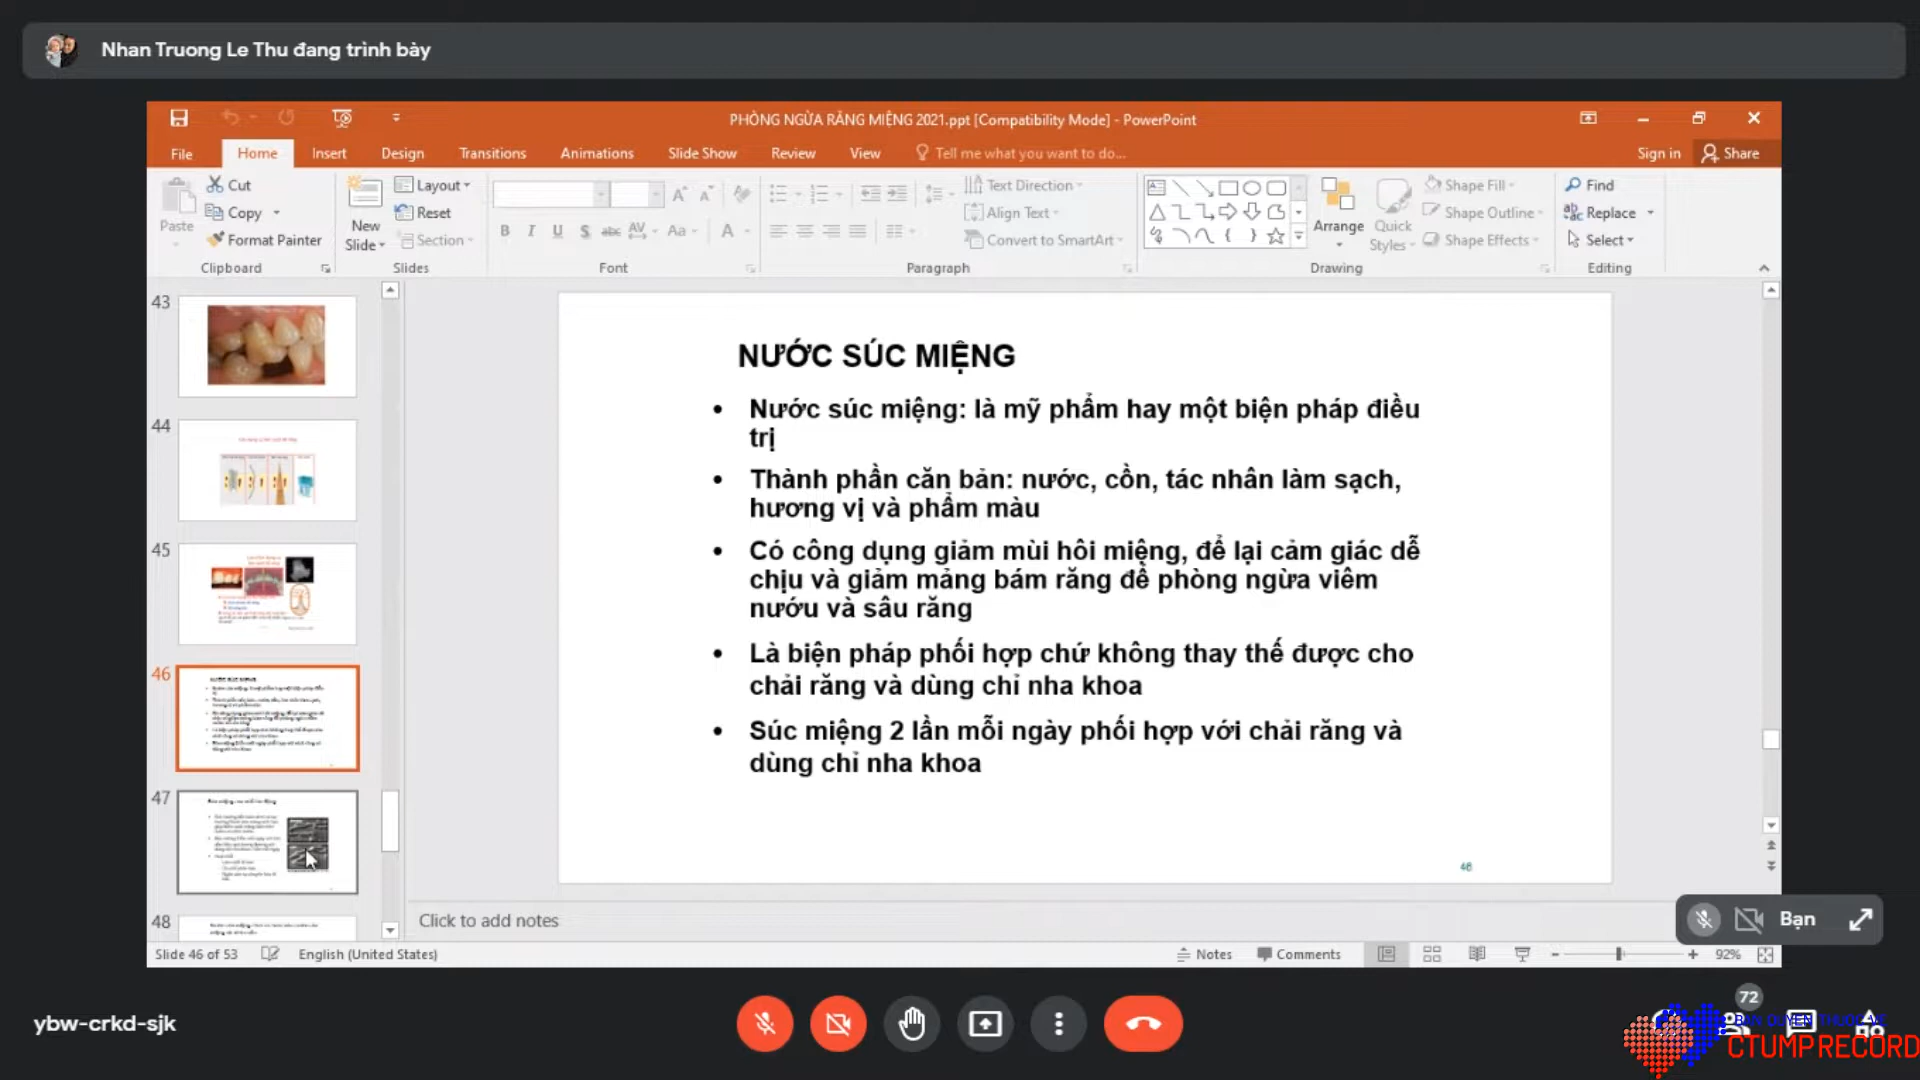 Nhan Truong Le Thu đang trình bày
PHÒNG NGỪA RĂNG MIỆNG 2021.ppt [Compatibility Mode] - PowerPoint
File Home Insert Design Transitions Animations Slide Show Review View Tell me what you want to do... Sign in Share
Paste Cut Copy Format Painter Clipboard
New Slide Layout Reset Section Slides
B I U S abc AV Aa A Font
Text Direction Align Text Convert to SmartArt Paragraph
Arrange Quick Styles Shape Fill Shape Outline Shape Effects Drawing
Find Replace Select Editing
43
44
45
46
47
48
NƯỚC SÚC MIỆNG
• Nước súc miệng: là mỹ phẩm hay một biện pháp điều
trị
• Thành phần căn bản: nước, cồn, tác nhân làm sạch,
hương vị và phẩm màu
• Có công dụng giảm mùi hôi miệng, để lại cảm giác dễ
chịu và giảm mảng bám răng để phòng ngừa viêm
nướu và sâu răng
• Là biện pháp phối hợp chứ không thay thế được cho
chải răng và dùng chỉ nha khoa
• Súc miệng 2 lần mỗi ngày phối hợp với chải răng và
dùng chỉ nha khoa
46
Click to add notes
Bạn
Slide 46 of 53 English (United States) Notes Comments 92%
ybw-crkd-sjk
72
BẢN QUYỀN THUỘC VỀ
CTUMP RECORD